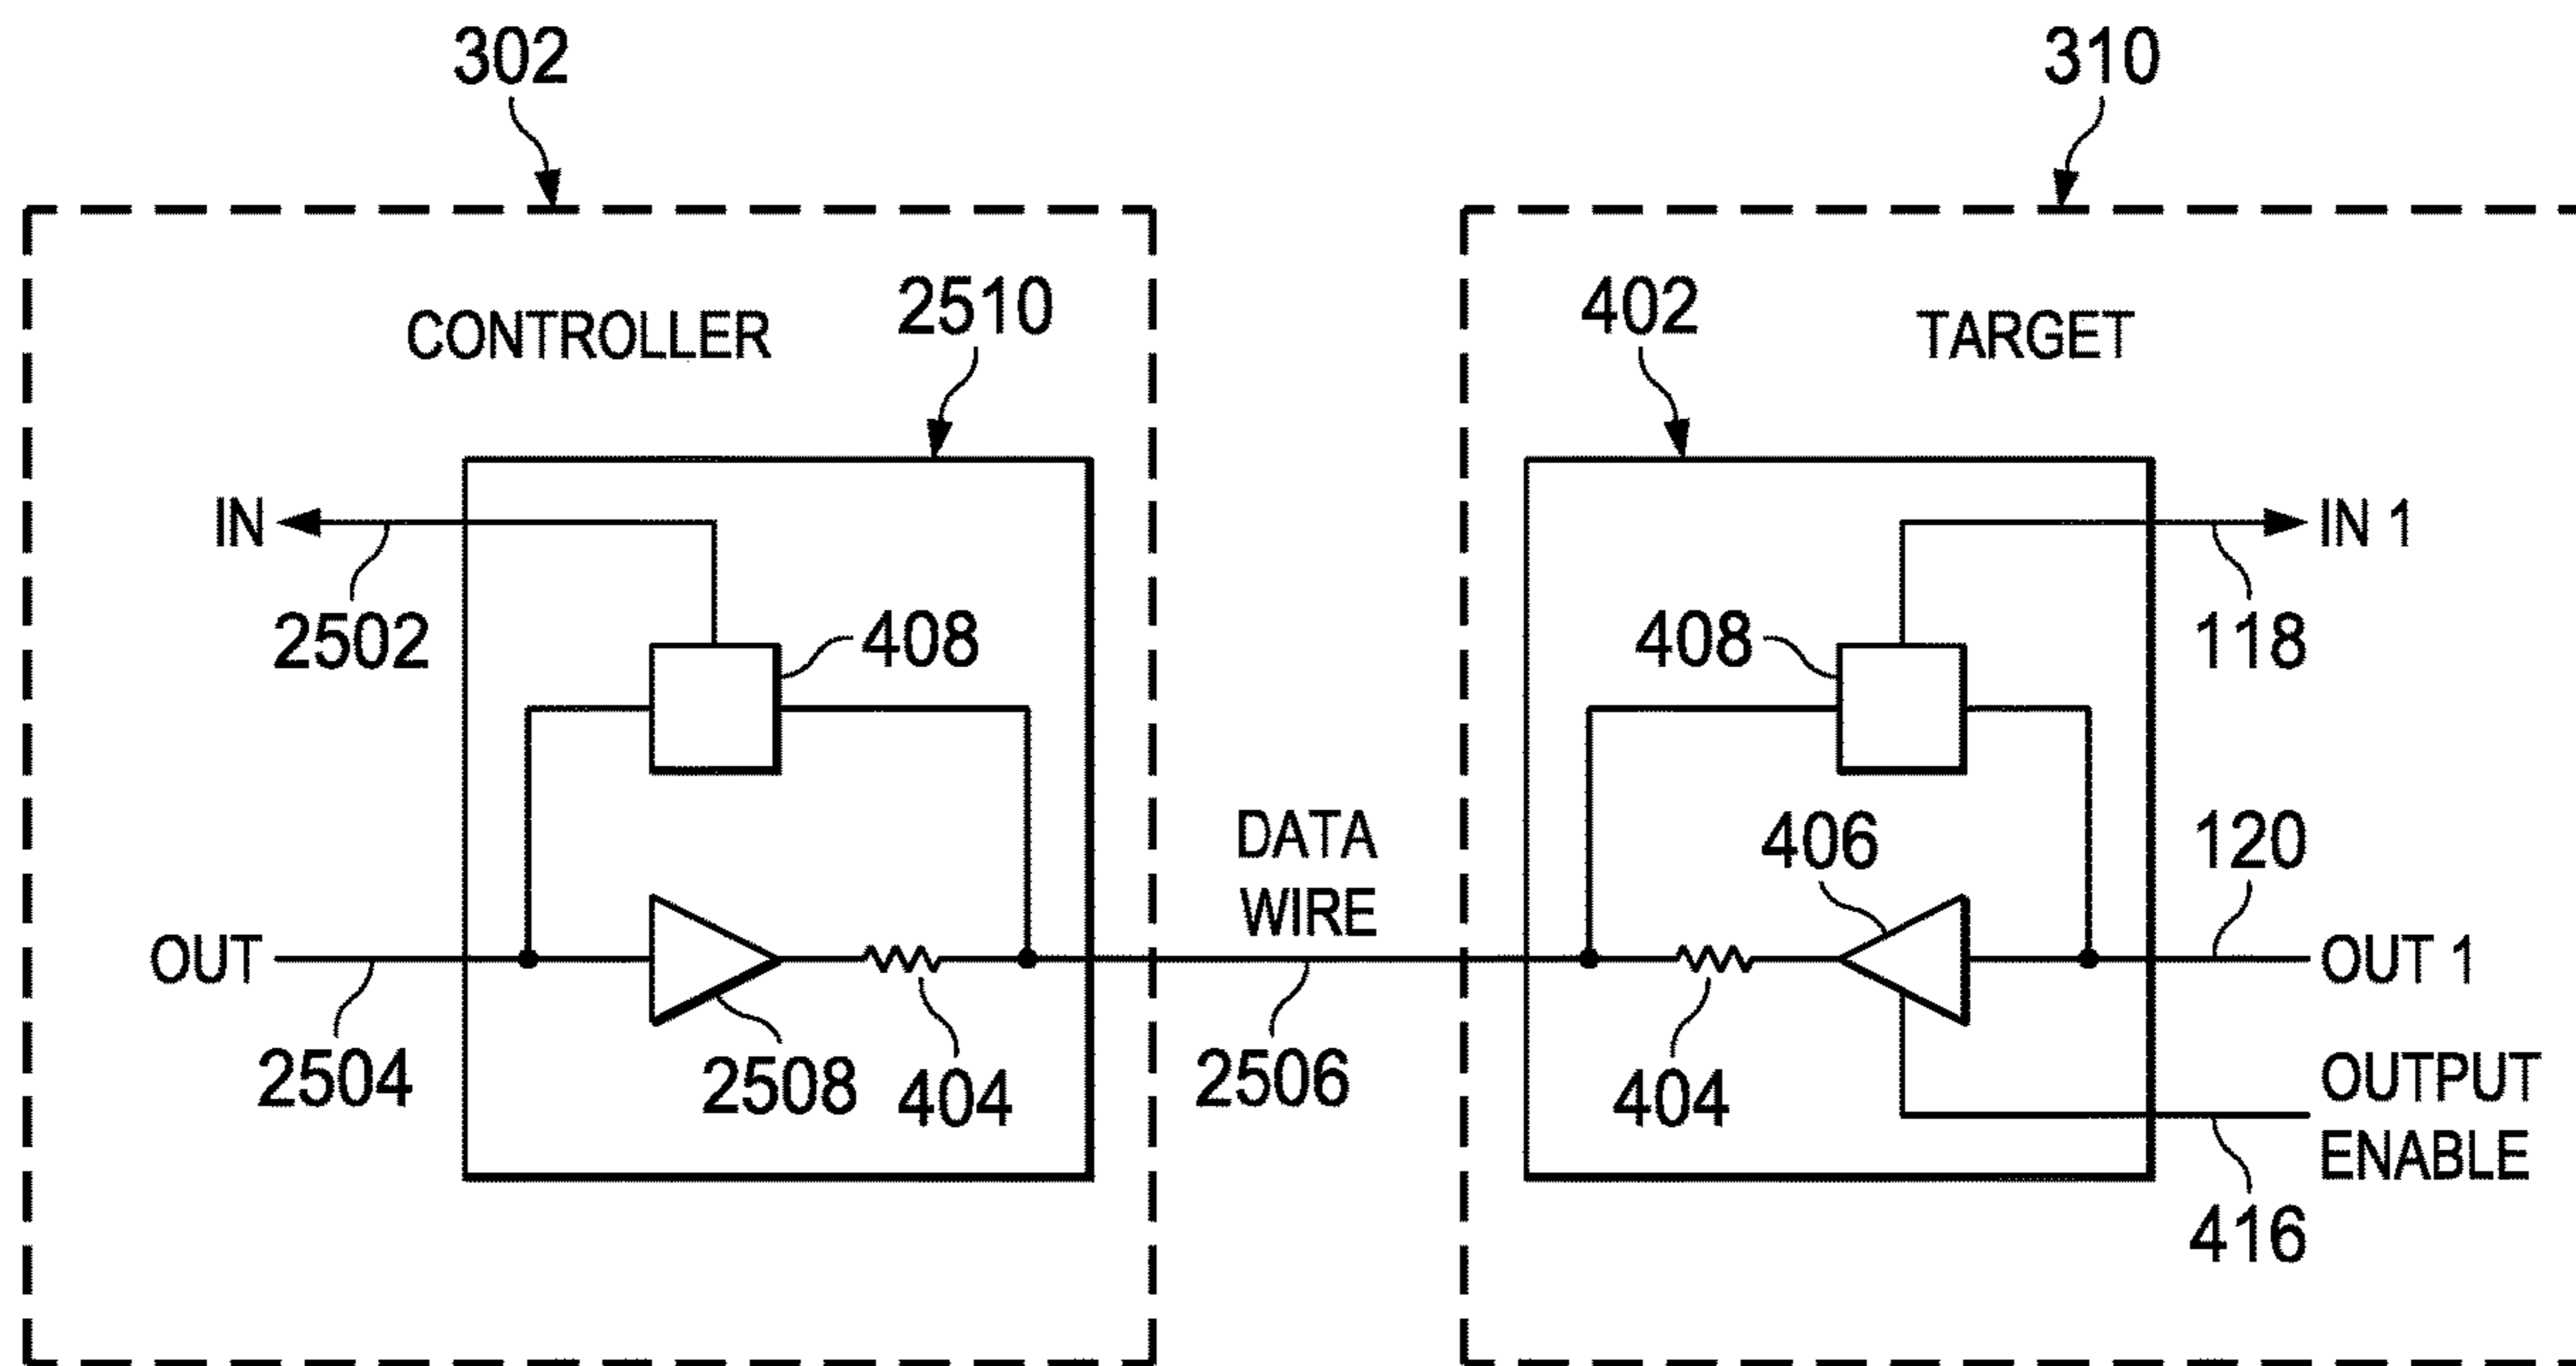 302
310
CONTROLLER
2510
402
TARGET
IN
2502
408
408
IN 1
118
DATA
WIRE
406
120
OUT
2504
2508
404
2506
404
OUT 1
OUTPUT
ENABLE
416